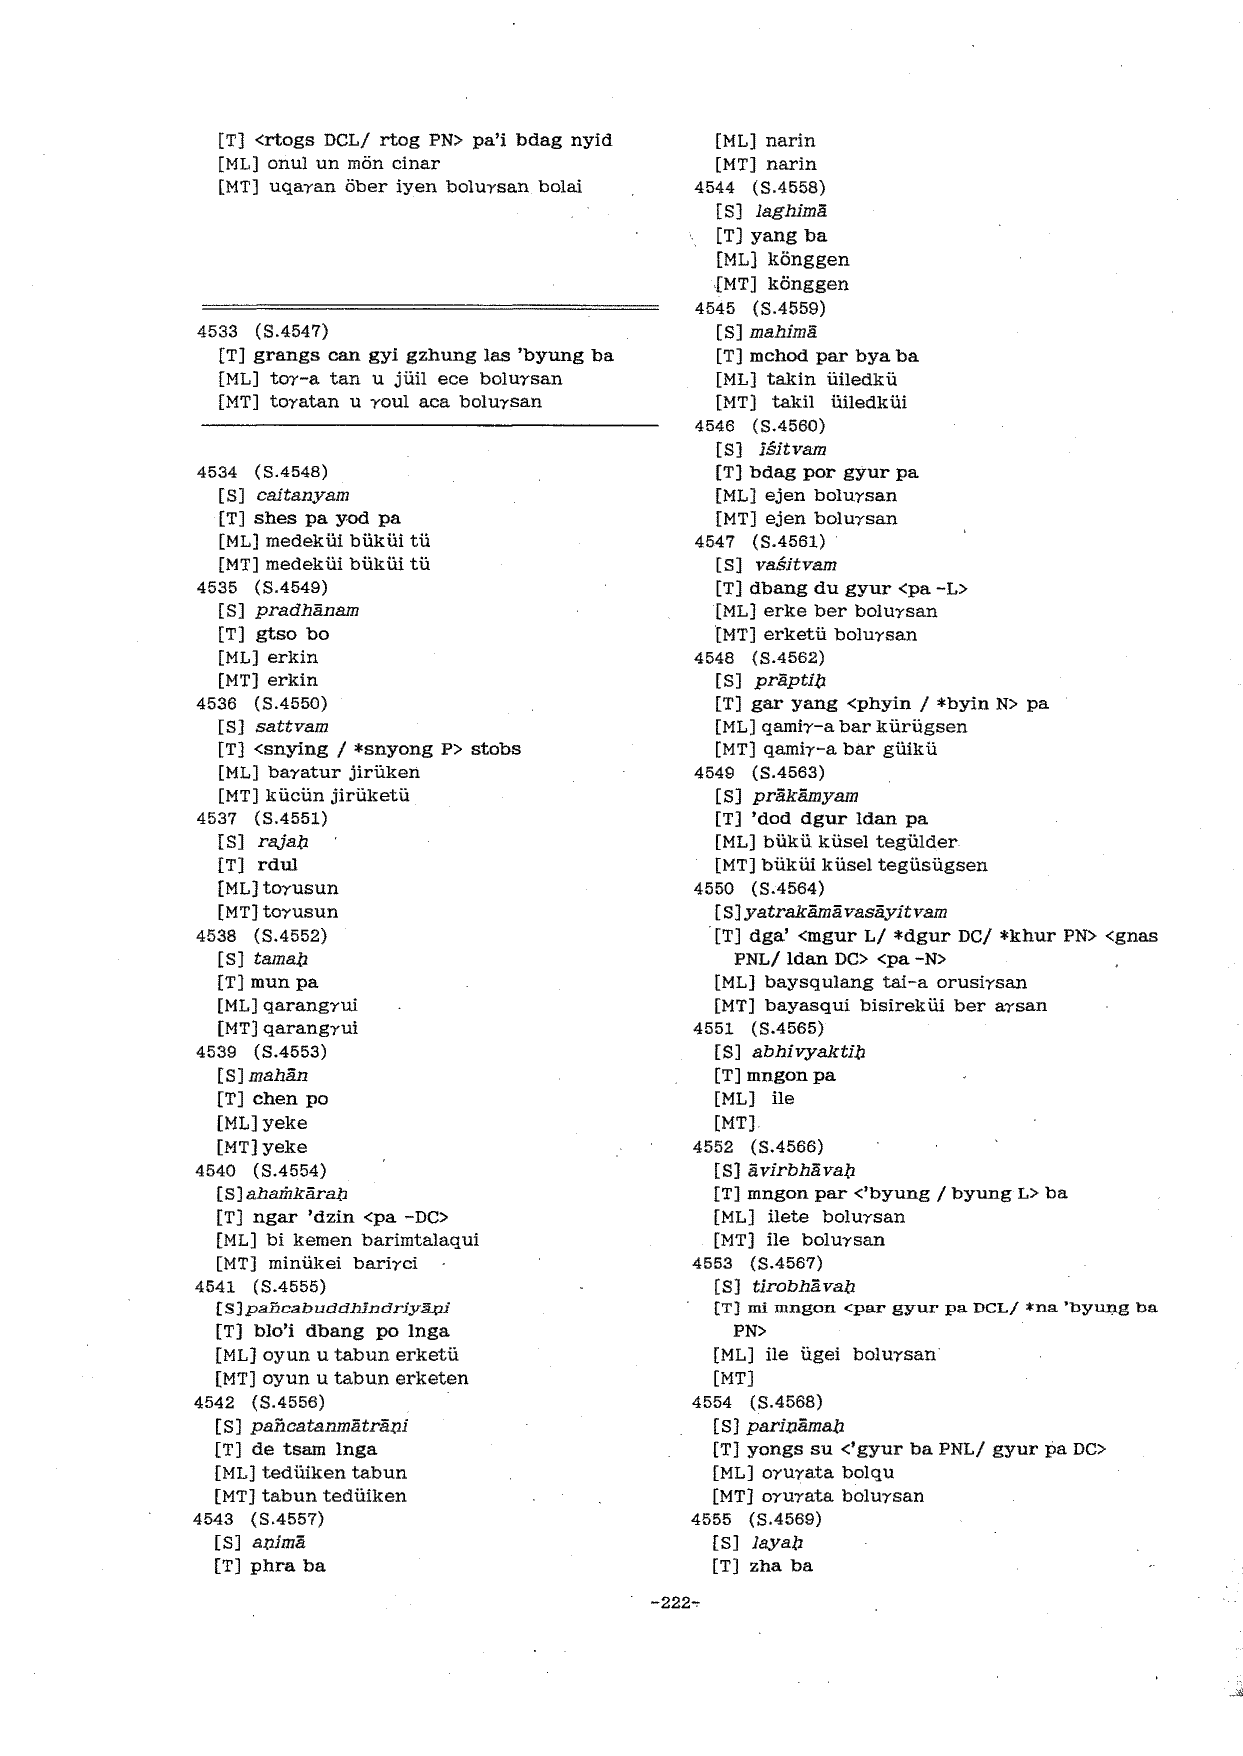 [T] <rtogs DCL/ rtog PN> pa'i bdag nyid
[ML] onul un mön cinar
[MT] uqaγan öber iyen boluγsan bolai
4533 (S.4547)
[T] grangs can gyi gzhung las 'byung ba
[ML] toγ-a tan u jüil ece boluγsan
[MT] toγatan u γoul aca boluγsan
4534 (S.4548)
[S] caitanyam
[T] shes pa yod pa
[ML] medeküi büküi tü
[MT] medeküi büküi tü
4535 (S.4549)
[S] pradhānam
[T] gtso bo
[ML] erkin
[MT] erkin
4536 (S.4550)
[S] sattvam
[T] <snying / *snyong P> stobs
[ML] baγatur jirüken
[MT] kücün jirüketü
4537 (S.4551)
[S] rajaḥ
[T] rdul
[ML] toγusun
[MT] toγusun
4538 (S.4552)
[S] tamaḥ
[T] mun pa
[ML] qarangγui
[MT] qarangγui
4539 (S.4553)
[S] mahān
[T] chen po
[ML] yeke
[MT] yeke
4540 (S.4554)
[S] ahaṁkāraḥ
[T] ngar 'dzin <pa -DC>
[ML] bi kemen barimtalaqui
[MT] minükei bariγci
4541 (S.4555)
[S] pañcabuddhīndriyāṇi
[T] blo'i dbang po lnga
[ML] oyun u tabun erketü
[MT] oyun u tabun erketen
4542 (S.4556)
[S] pañcatanmātrāṇi
[T] de tsam lnga
[ML] tedüiken tabun
[MT] tabun tedüiken
4543 (S.4557)
[S] aṇimā
[T] phra ba
[ML] narin
[MT] narin
4544 (S.4558)
[S] laghimā
[T] yang ba
[ML] könggen
[MT] könggen
4545 (S.4559)
[S] mahimā
[T] mchod par bya ba
[ML] takin üiledkü
[MT] takil üiledküi
4546 (S.4560)
[S] īśitvam
[T] bdag por gyur pa
[ML] ejen boluγsan
[MT] ejen boluγsan
4547 (S.4561)
[S] vaśitvam
[T] dbang du gyur <pa -L>
[ML] erke ber boluγsan
[MT] erketü boluγsan
4548 (S.4562)
[S] prāptiḥ
[T] gar yang <phyin / *byin N> pa
[ML] qamiγ-a bar kürügsen
[MT] qamiγ-a bar güikü
4549 (S.4563)
[S] prākāmyam
[T] 'dod dgur ldan pa
[ML] bükü küsel tegülder
[MT] büküi küsel tegüsügsen
4550 (S.4564)
[S] yatrakāmāvasāyitvam
[T] dga' <mgur L/ *dgur DC/ *khur PN> <gnas
PNL/ ldan DC> <pa -N>
[ML] baysqulang tai-a orusiγsan
[MT] bayasqui bisireküi ber aγsan
4551 (S.4565)
[S] abhivyaktiḥ
[T] mngon pa
[ML] ile
[MT]
4552 (S.4566)
[S] āvirbhāvaḥ
[T] mngon par <'byung / byung L> ba
[ML] ilete boluγsan
[MT] ile boluγsan
4553 (S.4567)
[S] tirobhāvaḥ
[T] mi mngon <par gyur pa DCL/ *na 'byung ba
PN>
[ML] ile ügei boluγsan
[MT]
4554 (S.4568)
[S] pariṇāmaḥ
[T] yongs su <'gyur ba PNL/ gyur pa DC>
[ML] oγuγata bolqu
[MT] oγuγata boluγsan
4555 (S.4569)
[S] layaḥ
[T] zha ba
-222-